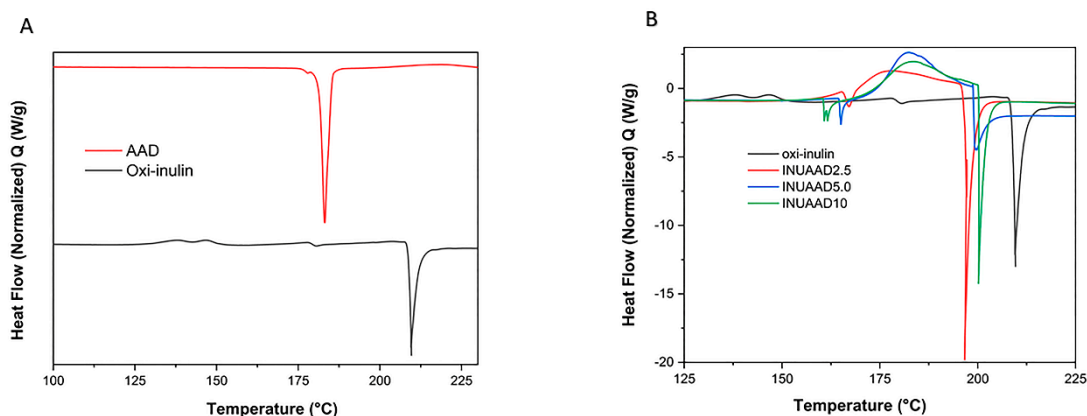 A
Heat Flow (Normalized) Q (W/g)
AAD
Oxi-inulin
100
125
150
175
200
225
Temperature (°C)
B
Heat Flow (Normalized) Q (W/g)
0
-5
-10
-15
-20
oxi-inulin
INUAAD2.5
INUAAD5.0
INUAAD10
125
150
175
200
225
Temperature (°C)